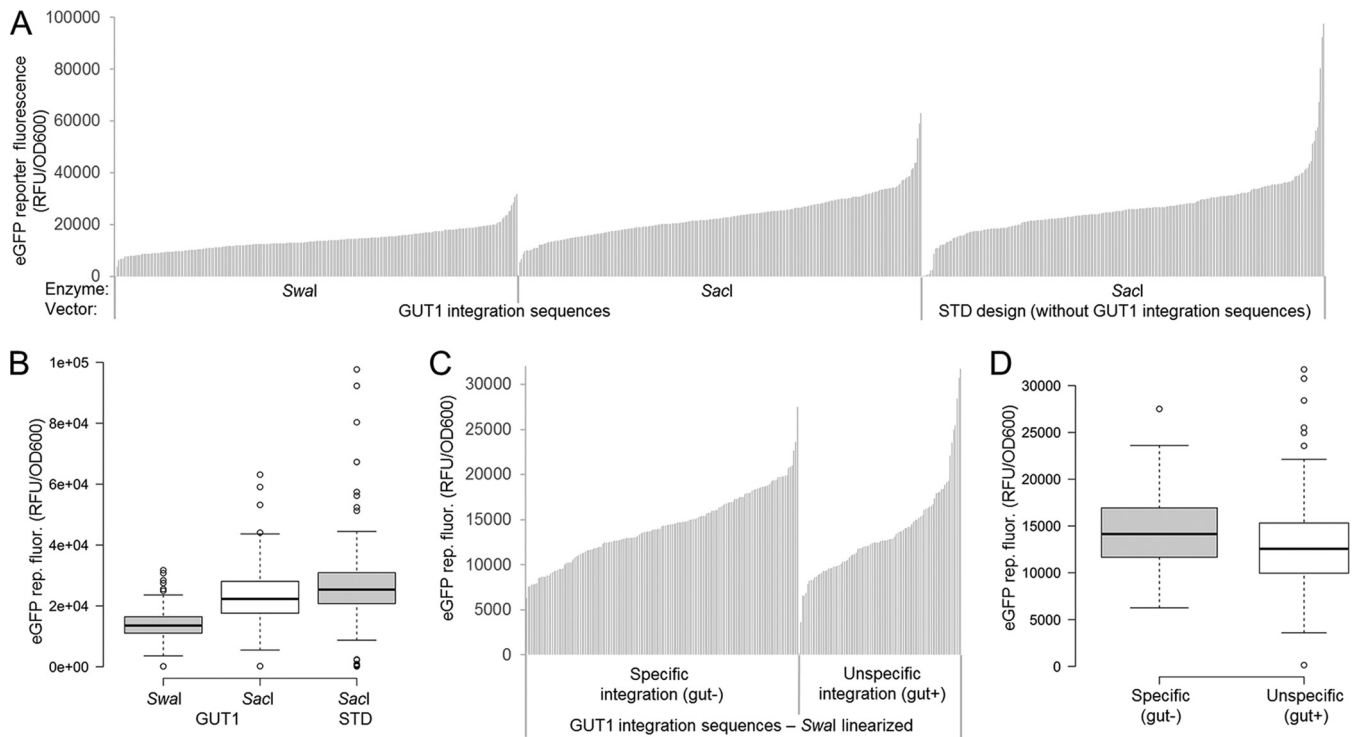 A
eGFP reporter fluorescence
(RFU/OD600)
100000
80000
60000
40000
20000
0
Enzyme:
SwaI
SacI
SacI
Vector:
GUT1 integration sequences
STD design (without GUT1 integration sequences)
B
eGFP rep. fluor. (RFU/OD600)
1e+05
8e+04
6e+04
4e+04
2e+04
0e+00
SwaI
SacI
SacI
GUT1
STD
C
eGFP rep. fluor. (RFU/OD600)
30000
25000
20000
15000
10000
5000
0
Specific
integration (gut-)
Unspecific
integration (gut+)
GUT1 integration sequences – SwaI linearized
D
eGFP rep. fluor. (RFU/OD600)
30000
25000
20000
15000
10000
5000
0
Specific
(gut-)
Unspecific
(gut+)